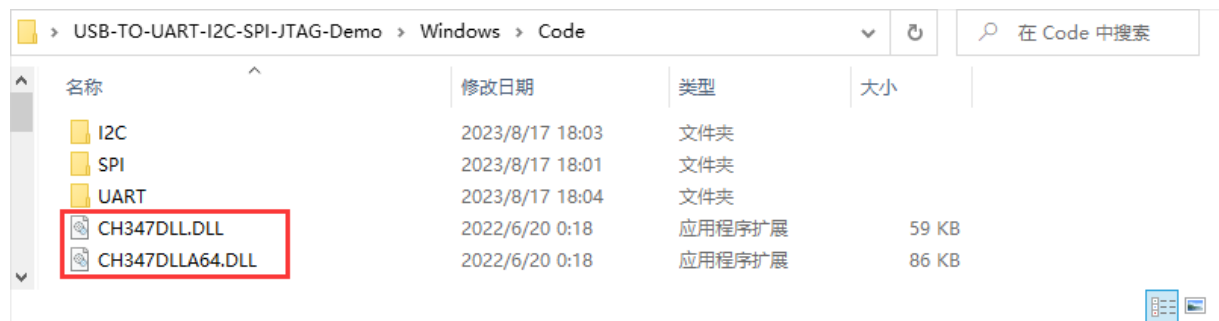 USB-TO-UART-I2C-SPI-JTAG-Demo › Windows › Code 在 Code 中搜索
名称 修改日期 类型 大小
I2C 2023/8/17 18:03 文件夹
SPI 2023/8/17 18:01 文件夹
UART 2023/8/17 18:04 文件夹
CH347DLL.DLL 2022/6/20 0:18 应用程序扩展 59 KB
CH347DLLA64.DLL 2022/6/20 0:18 应用程序扩展 86 KB